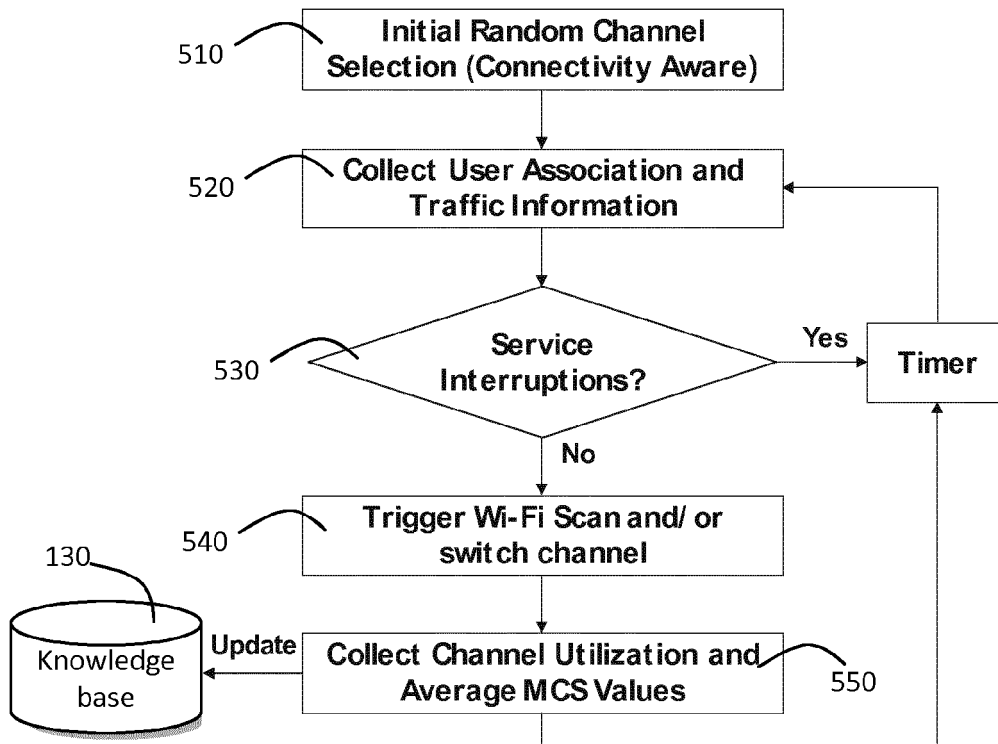 510
Initial Random Channel
Selection (Connectivity Aware)
520
Collect User Association and
Traffic Information
530
Service
Interruptions?
Yes
Timer
No
540
Trigger Wi-Fi Scan and/ or
switch channel
130
Knowledge
base
Update
Collect Channel Utilization and
Average MCS Values
550